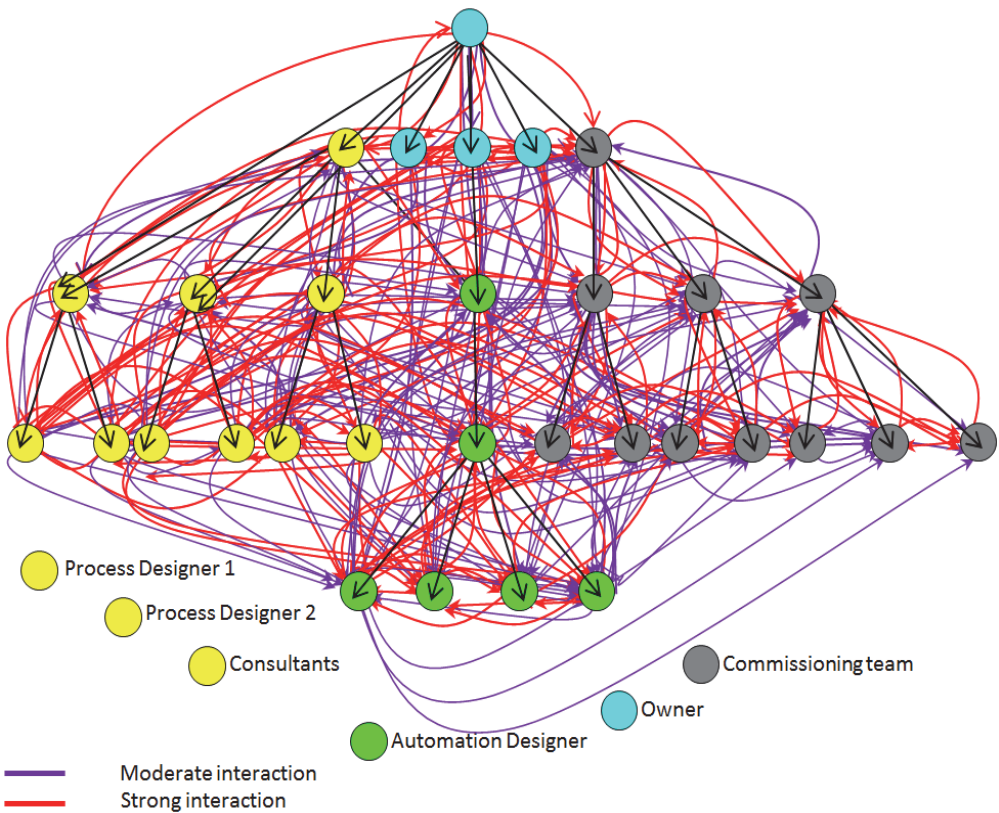 Process Designer 1
Process Designer 2
Consultants
Commissioning team
Owner
Automation Designer
Moderate interaction
Strong interaction